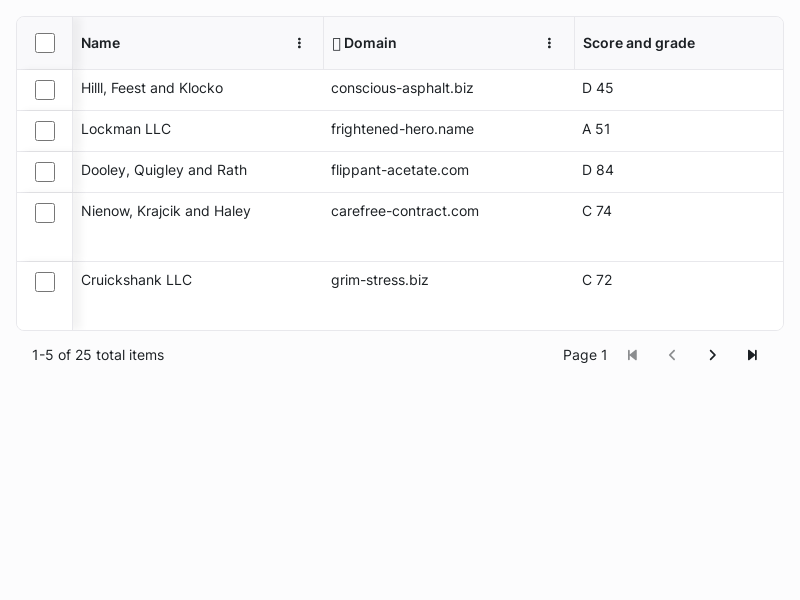 Name Domain Score and grade
Hilll, Feest and Klocko conscious-asphalt.biz D 45
Lockman LLC frightened-hero.name A 51
Dooley, Quigley and Rath flippant-acetate.com D 84
Nienow, Krajcik and Haley carefree-contract.com C 74
Cruickshank LLC grim-stress.biz C 72
1-5 of 25 total items Page 1